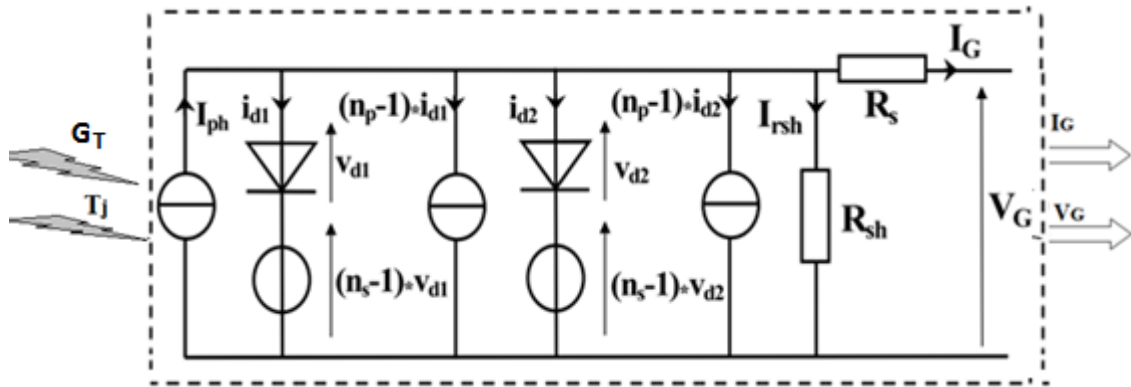 I_G
I_ph
i_d1
(n_p-1)*i_d1
i_d2
(n_p-1)*i_d2
I_rsh
R_s
G_T
T_j
v_d1
v_d2
R_sh
V_G
I_G
V_G
(n_s-1)*v_d1
(n_s-1)*v_d2